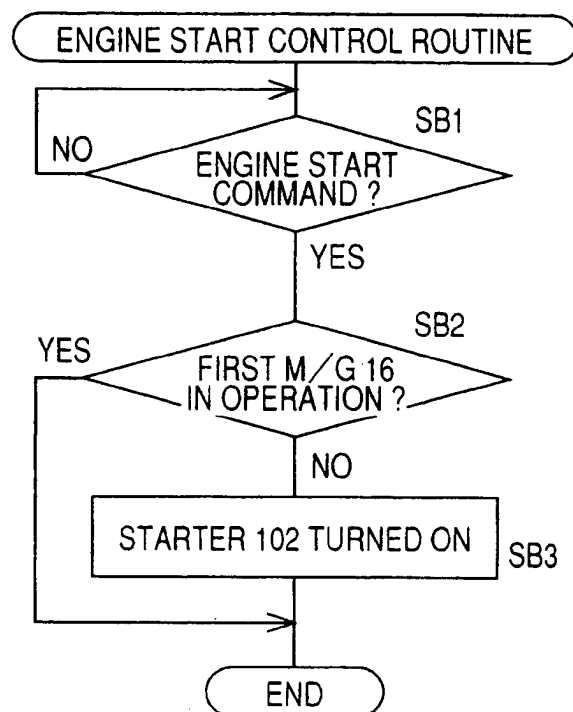 ENGINE START CONTROL ROUTINE
SB1
NO
ENGINE START
COMMAND ?
YES
SB2
YES
FIRST M/G 16
IN OPERATION ?
NO
STARTER 102 TURNED ON
SB3
END